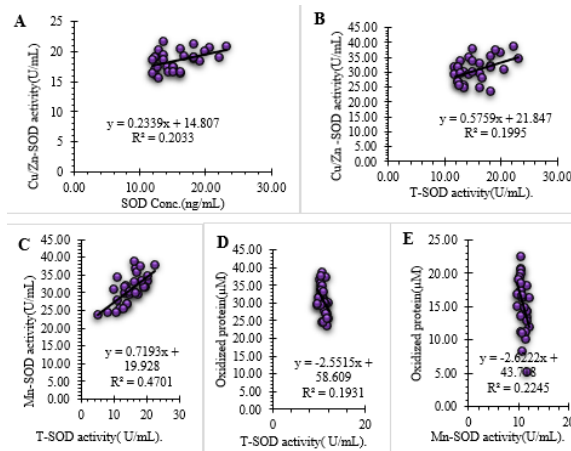 A
Cu/Zn-SOD activity(U/mL)
25
20
15
10
5
0
y = 0.2339x + 14.807
R² = 0.2033
0.00 10.00 20.00 30.00
SOD Conc.(ng/mL)
B
Cu/Zn -SOD activity(U/mL)
45.00
40.00
35.00
30.00
25.00
20.00
15.00
10.00
5.00
0.00
y = 0.5759x + 21.847
R² = 0.1995
0.00 10.00 20.00 30.00
T-SOD activity(U/mL).
C
Mn-SOD activity(U/mL)
45.00
40.00
35.00
30.00
25.00
20.00
15.00
10.00
5.00
0.00
y = 0.7193x +
19.928
R² = 0.4701
0 10 20 30
T-SOD activity( U/mL).
D
Oxidized protein(µM)
45.00
40.00
35.00
30.00
25.00
20.00
15.00
10.00
5.00
0.00
y = -2.5515x +
58.609
R² = 0.1931
0 10 20
T-SOD activity( U/mL).
E
Oxidized protein(µM)
25.00
20.00
15.00
10.00
5.00
0.00
y = -2.6222x +
R² = 0.2245
0 10 20
Mn-SOD activity(U/mL).